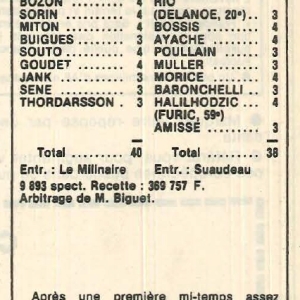 BOZON .......... 4
SORIN .......... 4
MITON .......... 4
BUIGUES ....... 3
SOUTO .......... 4
GOUDET ........ 4
JANK ............ 4
SENE ............ 3
THORDARSSON . 3
Total .......... 40
Entr. : Le Millinaire
RIO
(DELANOE, 20e) .. 3
BOSSIS .......... 4
AYACHE ......... 4
POULLAIN ....... 3
MULLER ......... 3
MORICE ......... 4
BARONCHELLI ... 3
HALILHODZIC ... 4
(FURIC, 59e)
AMISSE .......... 3
Total .......... 38
Entr. : Suaudeau
9 893 spect. Recette : 369 757 F.
Arbitrage de M. Biguet.
Après une première mi-temps assez